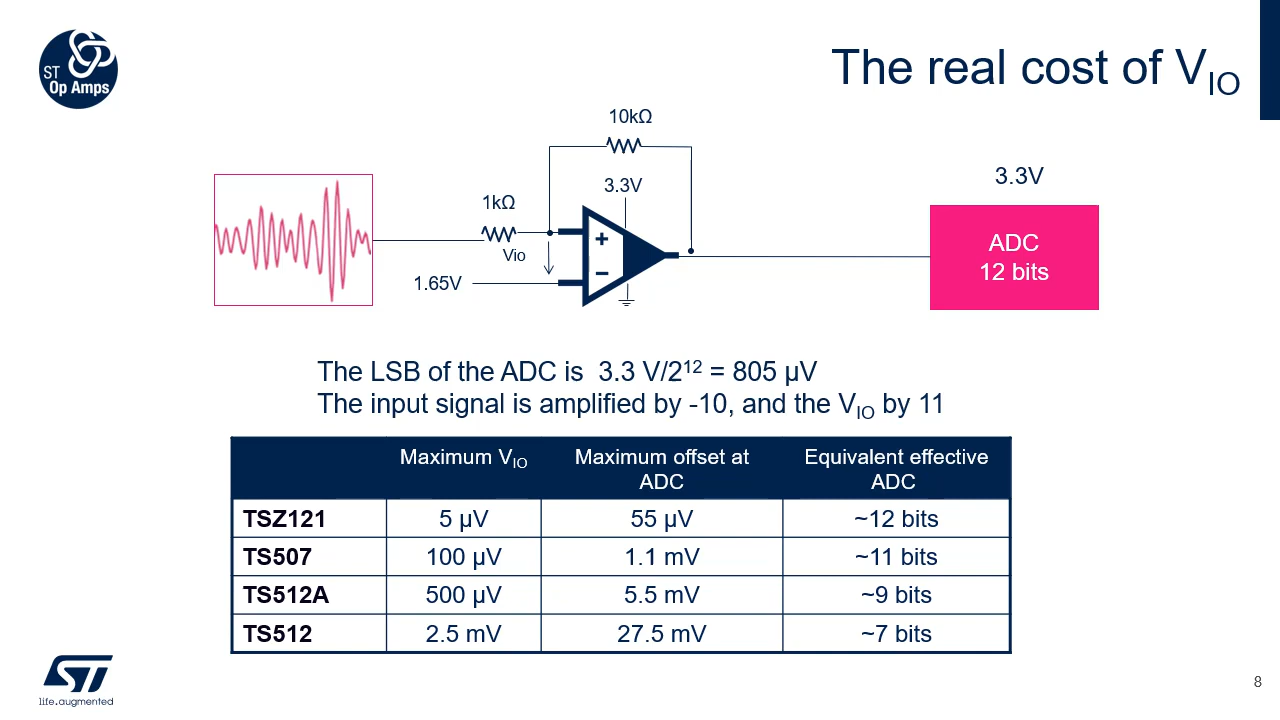 ST
Op Amps
The real cost of VIO
10kΩ
3.3V
1kΩ
Vio
1.65V
+
−
3.3V
ADC
12 bits
The LSB of the ADC is 3.3 V/2¹² = 805 µV
The input signal is amplified by -10, and the VIO by 11
Maximum VIO Maximum offset at ADC Equivalent effective ADC
TSZ121 5 µV 55 µV ~12 bits
TS507 100 µV 1.1 mV ~11 bits
TS512A 500 µV 5.5 mV ~9 bits
TS512 2.5 mV 27.5 mV ~7 bits
ST
life.augmented
8